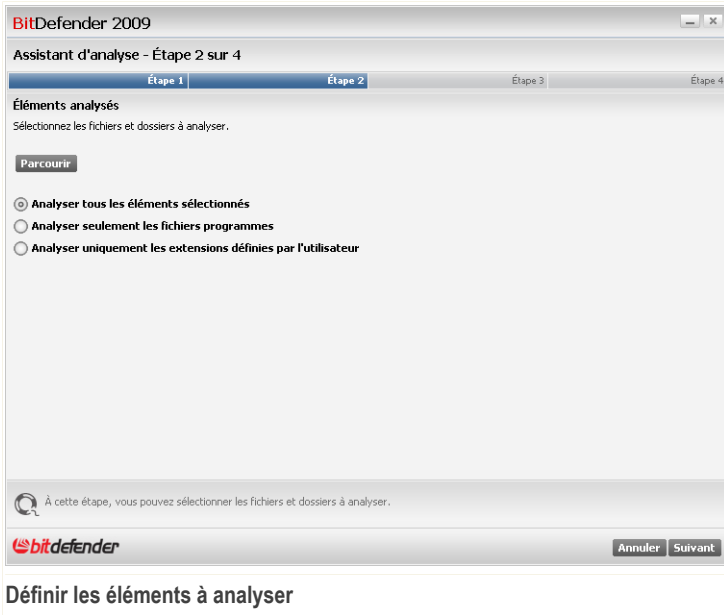 BitDefender 2009
Assistant d'analyse - Étape 2 sur 4
Étape 1 Étape 2 Étape 3 Étape 4
Éléments analysés
Sélectionnez les fichiers et dossiers à analyser.
Parcourir
Analyser tous les éléments sélectionnés
Analyser seulement les fichiers programmes
Analyser uniquement les extensions définies par l'utilisateur
À cette étape, vous pouvez sélectionner les fichiers et dossiers à analyser.
bitdefender
Annuler Suivant
Définir les éléments à analyser